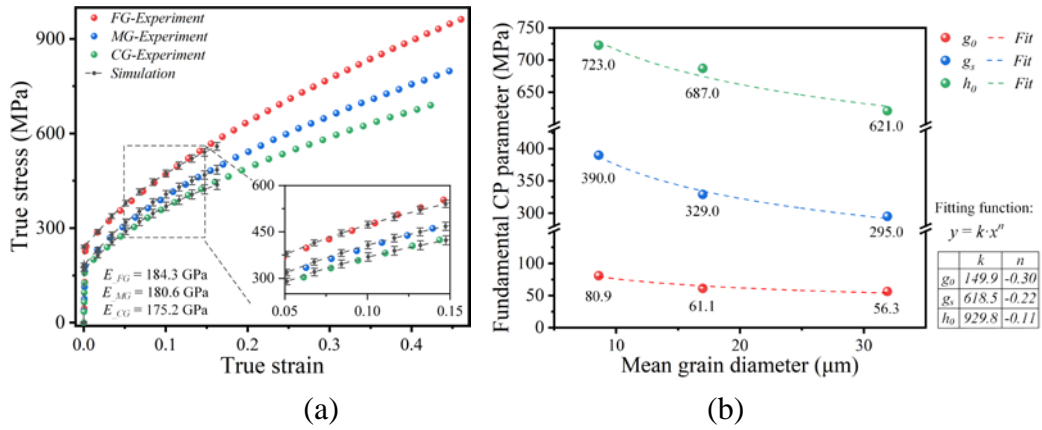 FG-Experiment
MG-Experiment
CG-Experiment
Simulation
True stress (MPa)
900
600
300
0
E_FG = 184.3 GPa
E_MG = 180.6 GPa
E_CG = 175.2 GPa
600
450
300
0.05 0.10 0.15
0.0 0.1 0.2 0.3 0.4
True strain
(a)
Fundamental CP parameter (MPa)
750
700
650
400
350
300
100
50
0
723.0
687.0
621.0
390.0
329.0
295.0
80.9
61.1
56.3
10 20 30
Mean grain diameter (μm)
g₀ Fit
gₛ Fit
h₀ Fit
Fitting function:
y = k·xⁿ
k n
g₀ 149.9 -0.30
gₛ 618.5 -0.22
h₀ 929.8 -0.11
(b)